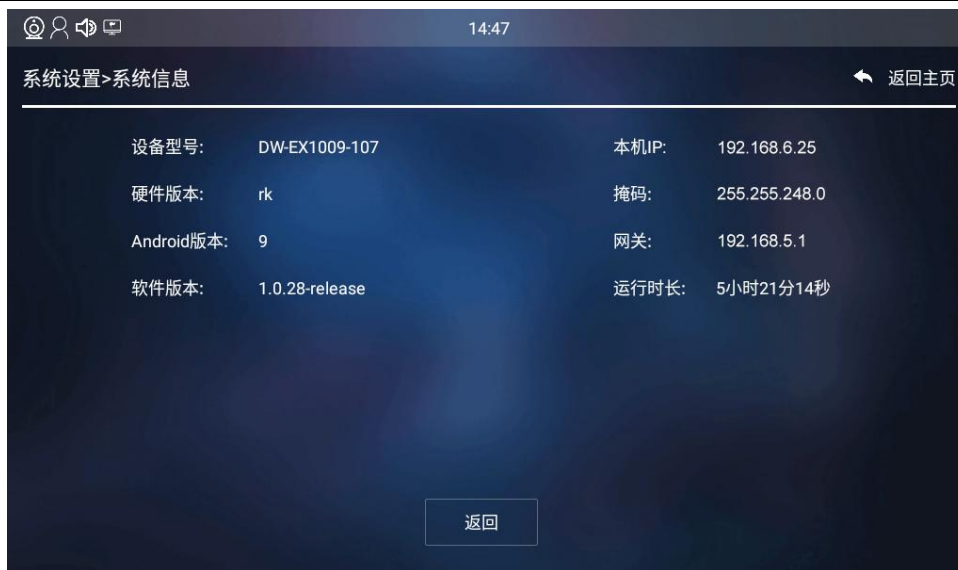 14:47
系统设置>系统信息 返回主页
设备型号: DW-EX1009-107 本机IP: 192.168.6.25
硬件版本: rk 掩码: 255.255.248.0
Android版本: 9 网关: 192.168.5.1
软件版本: 1.0.28-release 运行时长: 5小时21分14秒
返回